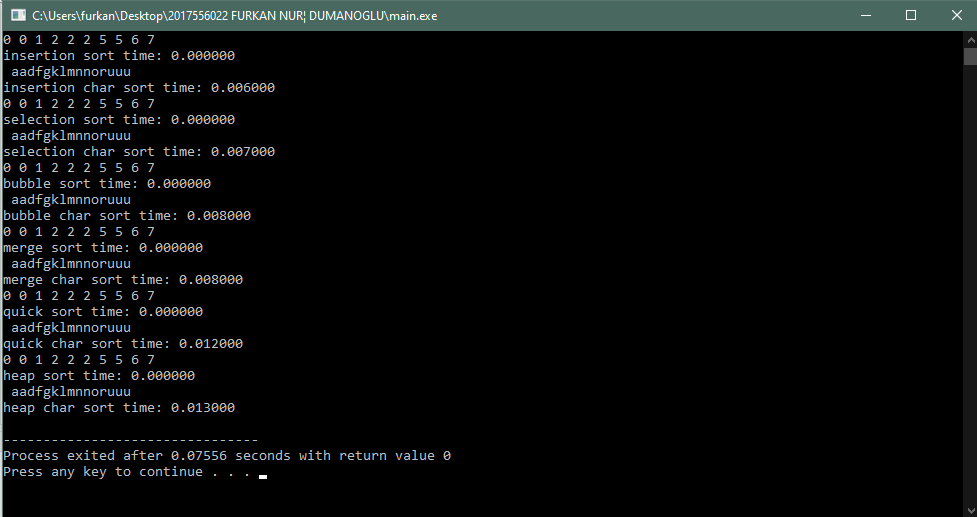 C:\Users\furkan\Desktop\2017556022 FURKAN NUR¦ DUMANOGLU\main.exe
0 0 1 2 2 2 5 5 6 7
insertion sort time: 0.000000
 aadfgklmnnoruuu
insertion char sort time: 0.006000
0 0 1 2 2 2 5 5 6 7
selection sort time: 0.000000
 aadfgklmnnoruuu
selection char sort time: 0.007000
0 0 1 2 2 2 5 5 6 7
bubble sort time: 0.000000
 aadfgklmnnoruuu
bubble char sort time: 0.008000
0 0 1 2 2 2 5 5 6 7
merge sort time: 0.000000
 aadfgklmnnoruuu
merge char sort time: 0.008000
0 0 1 2 2 2 5 5 6 7
quick sort time: 0.000000
 aadfgklmnnoruuu
quick char sort time: 0.012000
0 0 1 2 2 2 5 5 6 7
heap sort time: 0.000000
 aadfgklmnnoruuu
heap char sort time: 0.013000
--------------------------------
Process exited after 0.07556 seconds with return value 0
Press any key to continue . . .